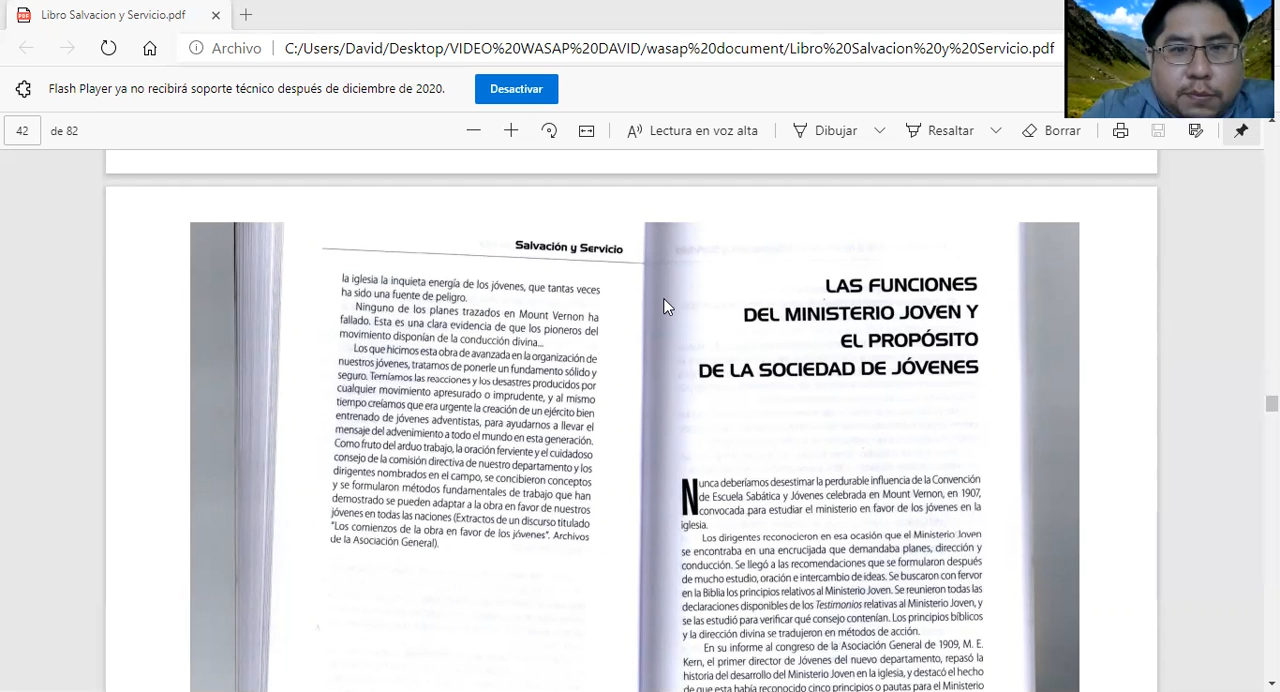 Libro Salvacion y Servicio.pdf
Archivo
C:/Users/David/Desktop/VIDEO%20WASAP%20DAVID/wasap%20document/Libro%20Salvacion%20y%20Servicio.pdf
Flash Player ya no recibirá soporte técnico después de diciembre de 2020.
Desactivar
42 de 82
Lectura en voz alta
Dibujar
Resaltar
Borrar
Salvación y Servicio
la iglesia la inquieta energía de los jóvenes, que tantas veces
ha sido una fuente de peligro.
Ninguno de los planes trazados en Mount Vernon ha
fallado. Esta es una clara evidencia de que los pioneros del
movimiento disponían de la conducción divina...
Los que hicimos esta obra de avanzada en la organización de
nuestros jóvenes, tratamos de ponerle un fundamento sólido y
seguro. Temíamos las reacciones y los desastres producidos por
cualquier movimiento apresurado o imprudente, y al mismo
tiempo creíamos que era urgente la creación de un ejército bien
entrenado de jóvenes adventistas, para ayudarnos a llevar el
mensaje del advenimiento a todo el mundo en esta generación.
Como fruto del arduo trabajo, la oración ferviente y el cuidadoso
consejo de la comisión directiva de nuestro departamento y los
dirigentes nombrados en el campo, se concibieron conceptos
y se formularon métodos fundamentales de trabajo que han
demostrado se pueden adaptar a la obra en favor de nuestros
jóvenes en todas las naciones (Extractos de un discurso titulado
"Los comienzos de la obra en favor de los jóvenes". Archivos
de la Asociación General).
LAS FUNCIONES
DEL MINISTERIO JOVEN Y
EL PROPÓSITO
DE LA SOCIEDAD DE JÓVENES
Nunca deberíamos desestimar la perdurable influencia de la Convención
de Escuela Sabática y Jóvenes celebrada en Mount Vernon, en 1907,
convocada para estudiar el ministerio en favor de los jóvenes en la
iglesia.
Los dirigentes reconocieron en esa ocasión que el Ministerio Joven
se encontraba en una encrucijada que demandaba planes, dirección y
conducción. Se llegó a las recomendaciones que se formularon después
de mucho estudio, oración e intercambio de ideas. Se buscaron con fervor
en la Biblia los principios relativos al Ministerio Joven. Se reunieron todas las
declaraciones disponibles de los Testimonios relativas al Ministerio Joven, y
se las estudió para verificar qué consejo contenían. Los principios bíblicos
y la dirección divina se tradujeron en métodos de acción.
En su informe al congreso de la Asociación General de 1909, M. E.
Kern, el primer director de Jóvenes del nuevo departamento, repasó la
historia del desarrollo del Ministerio Joven en la iglesia, y destacó el hecho
de que esta había reconocido cinco principios o pautas para el Ministerio